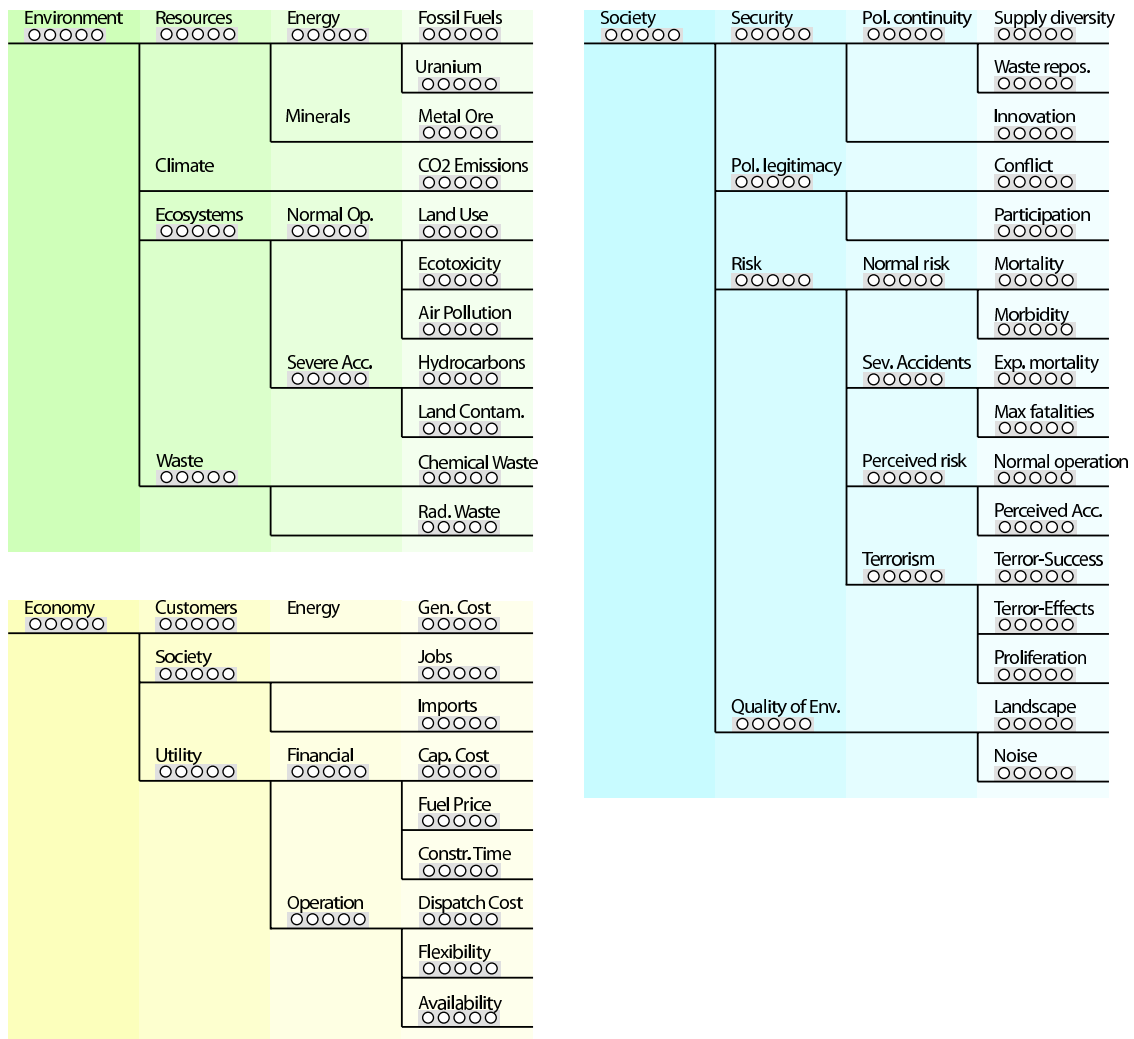 Environment Resources Energy Fossil Fuels
Uranium
Minerals Metal Ore
Climate CO2 Emissions
Ecosystems Normal Op. Land Use
Ecotoxicity
Air Pollution
Severe Acc. Hydrocarbons
Land Contam.
Waste Chemical Waste
Rad. Waste
Economy Customers Energy Gen. Cost
Society Jobs
Imports
Utility Financial Cap. Cost
Fuel Price
Constr. Time
Operation Dispatch Cost
Flexibility
Availability
Society Security Pol. continuity Supply diversity
Waste repos.
Innovation
Pol. legitimacy Conflict
Participation
Risk Normal risk Mortality
Morbidity
Sev. Accidents Exp. mortality
Max fatalities
Perceived risk Normal operation
Perceived Acc.
Terrorism Terror-Success
Terror-Effects
Proliferation
Quality of Env. Landscape
Noise